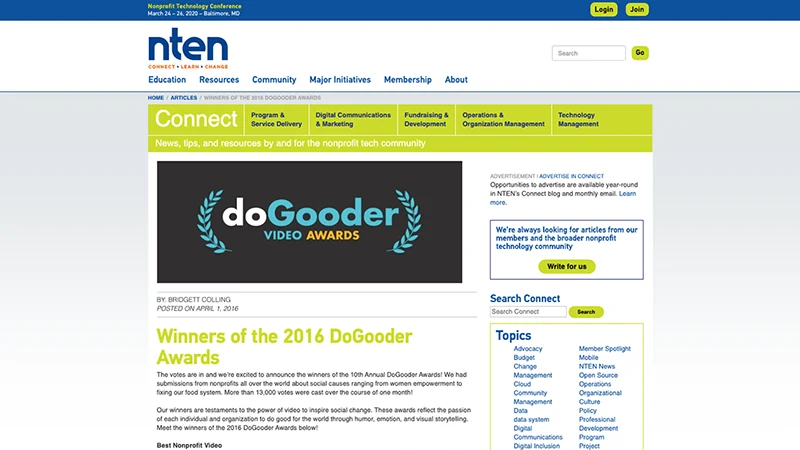 Nonprofit Technology Conference
March 24 – 26, 2020 – Baltimore, MD
Login
Join
nten
CONNECT • LEARN • CHANGE
Search
Go
Education
Resources
Community
Major Initiatives
Membership
About
HOME / ARTICLES / WINNERS OF THE 2016 DOGOODER AWARDS
Connect
Program &
Service Delivery
Digital Communications
& Marketing
Fundraising &
Development
Operations &
Organization Management
Technology
Management
News, tips, and resources by and for the nonprofit tech community
doGooder
VIDEO AWARDS
BY: BRIDGETT COLLING
POSTED ON APRIL 1, 2016
Winners of the 2016 DoGooder
Awards
The votes are in and we're excited to announce the winners of the 10th Annual DoGooder Awards! We had
submissions from nonprofits all over the world about social causes ranging from women empowerment to
fixing our food system. More than 13,000 votes were cast over the course of one month!
Our winners are testaments to the power of video to inspire social change. These awards reflect the passion
of each individual and organization to do good for the world through humor, emotion, and visual storytelling.
Meet the winners of the 2016 DoGooder Awards below!
Best Nonprofit Video
ADVERTISEMENT | ADVERTISE IN CONNECT
Opportunities to advertise are available year-round
in NTEN's Connect blog and monthly email. Learn
more.
We're always looking for articles from our
members and the broader nonprofit
technology community
Write for us
Search Connect
Search Connect
Search
Topics
Advocacy
Budget
Change
Management
Cloud
Community
Management
Data
data system
Digital
Communications
Digital Inclusion
Member Spotlight
Mobile
NTEN News
Open Source
Operations
Organizational
Culture
Policy
Professional
Development
Program
Project